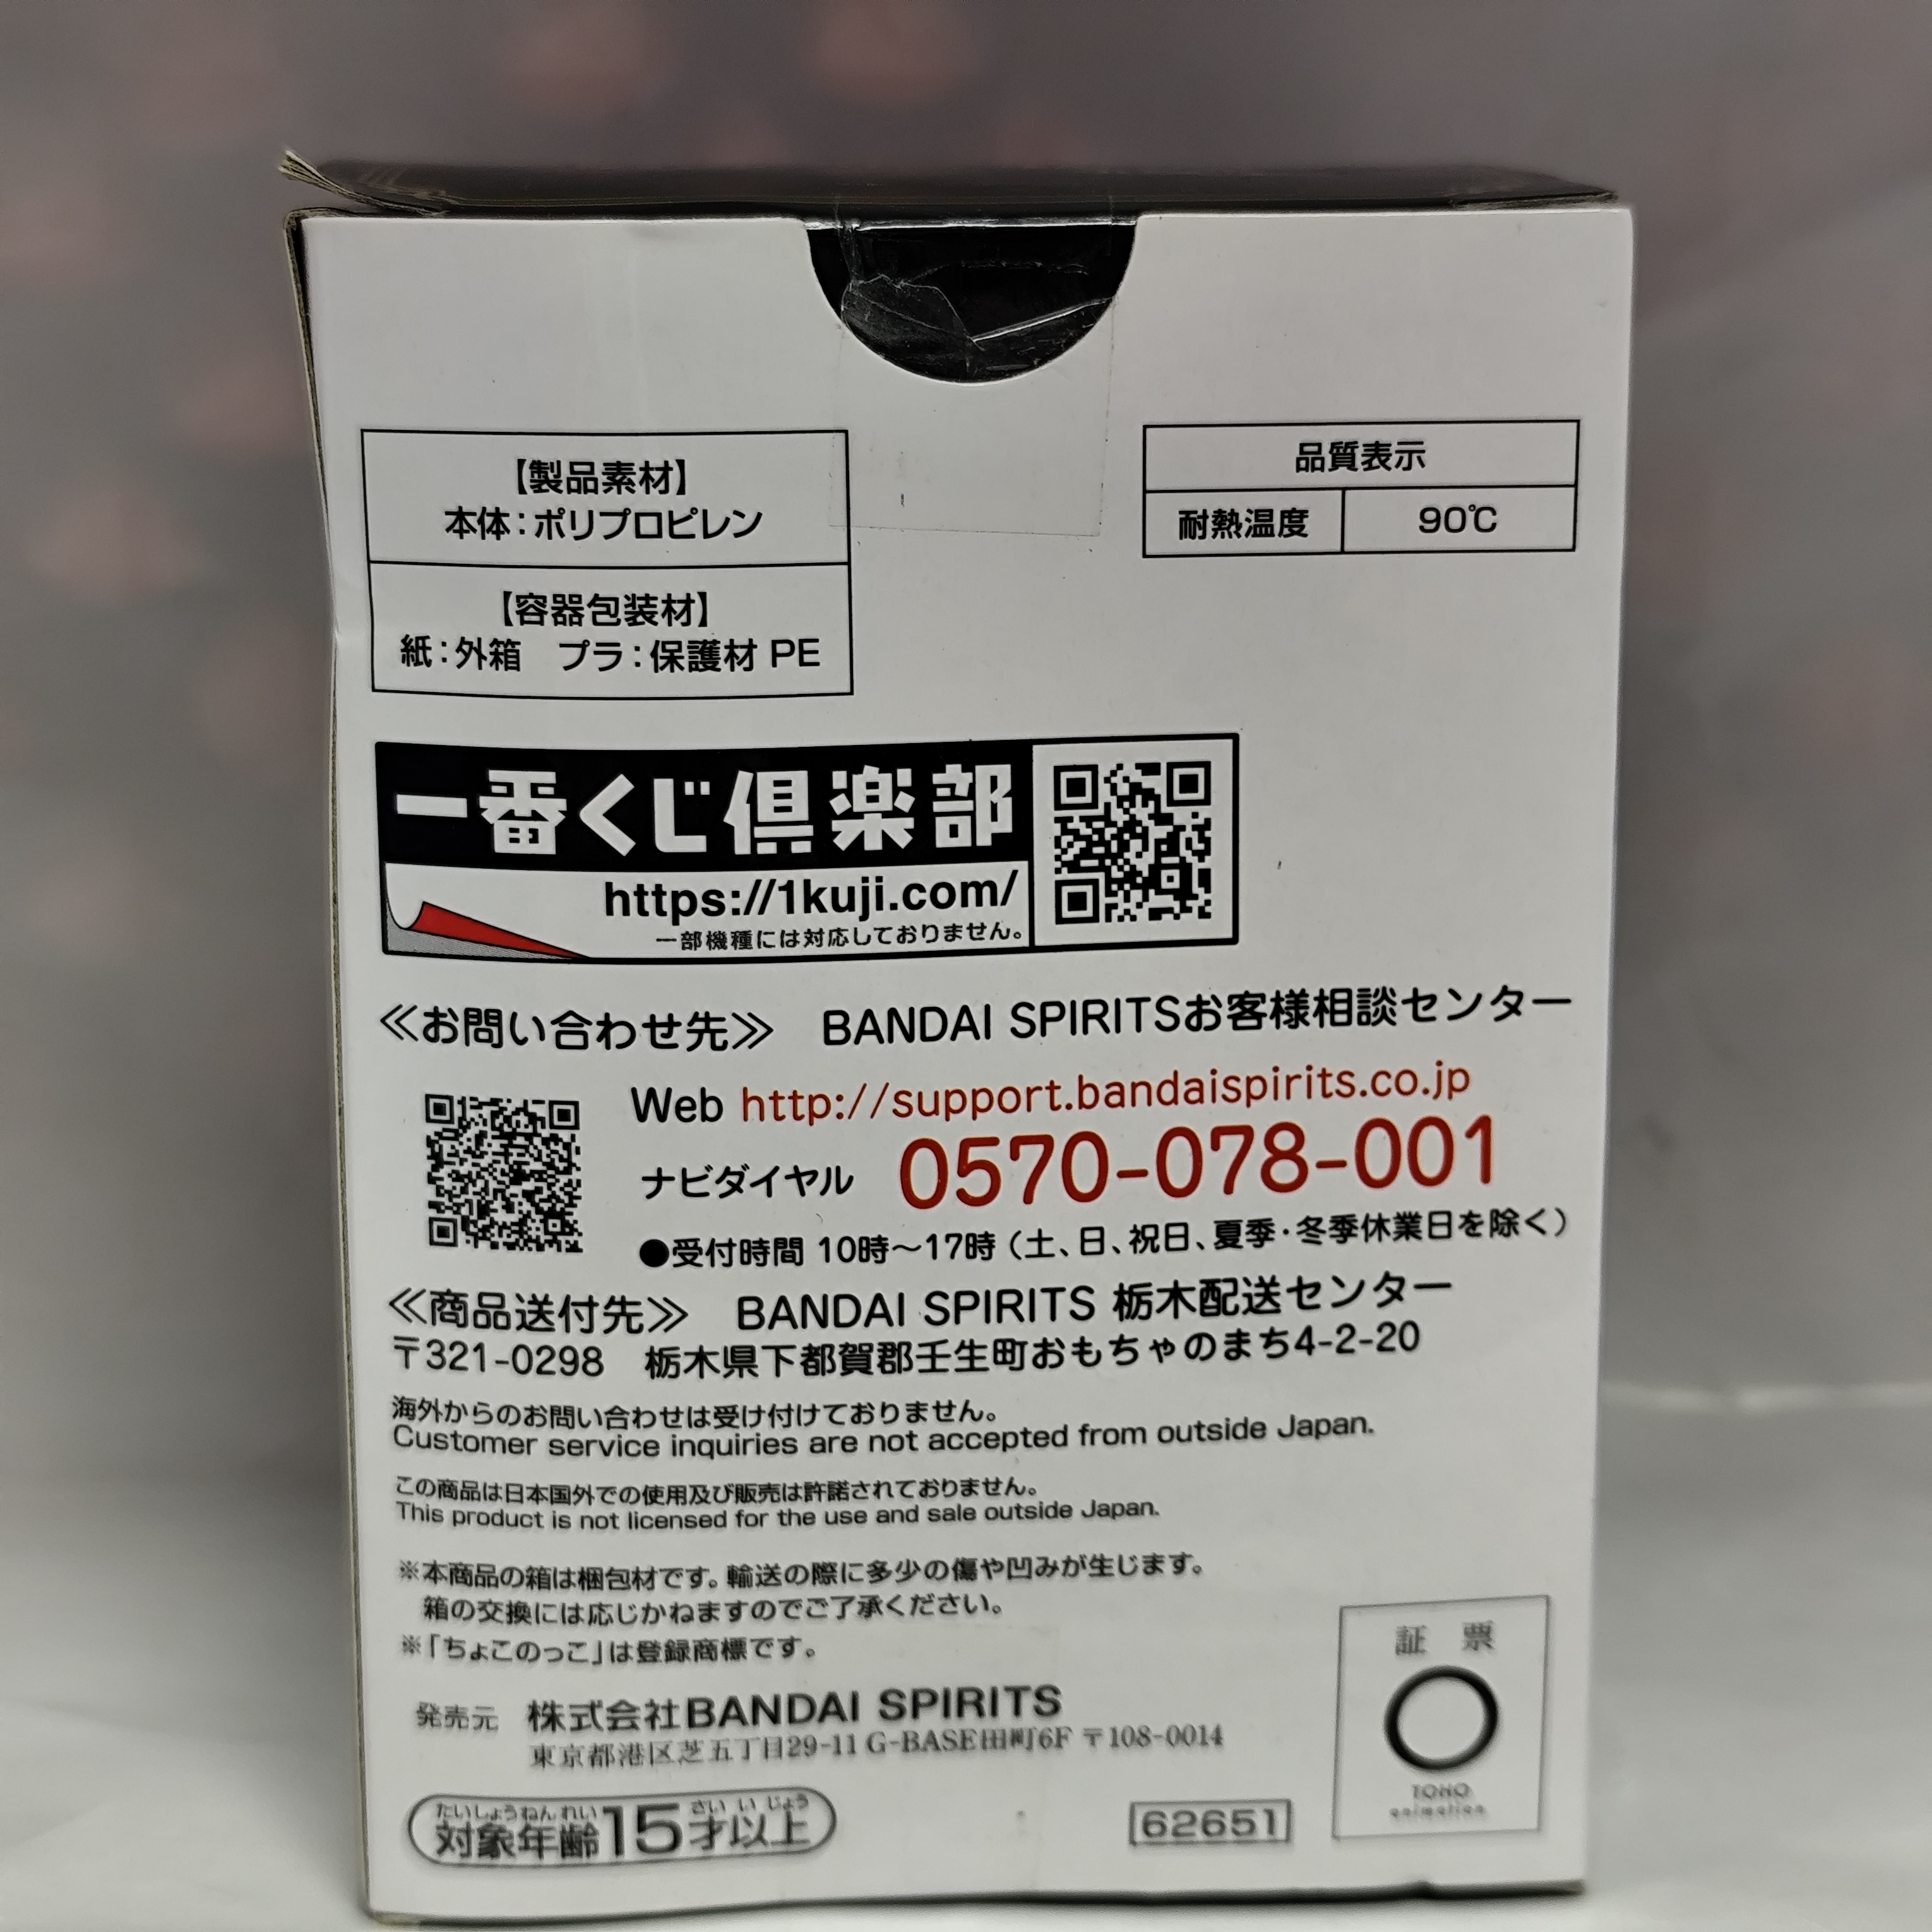 【製品素材】
本体：ポリプロピレン
【容器包装材】
紙：外箱　プラ：保護材 PE
品質表示
耐熱温度 90℃
一番くじ倶楽部
https://1kuji.com/
一部機種には対応しておりません。
≪お問い合わせ先≫　BANDAI SPIRITSお客様相談センター
Web http://support.bandaispirits.co.jp
ナビダイヤル 0570-078-001
●受付時間 10時～17時（土、日、祝日、夏季・冬季休業日を除く）
≪商品送付先≫　BANDAI SPIRITS 栃木配送センター
〒321-0298　栃木県下都賀郡壬生町おもちゃのまち4-2-20
海外からのお問い合わせは受け付けておりません。
Customer service inquiries are not accepted from outside Japan.
この商品は日本国外での使用及び販売は許諾されておりません。
This product is not licensed for the use and sale outside Japan.
※本商品の箱は梱包材です。輸送の際に多少の傷や凹みが生じます。
箱の交換には応じかねますのでご了承ください。
※「ちょこのっこ」は登録商標です。
発売元　株式会社BANDAI SPIRITS
東京都港区芝五丁目29-11 G-BASE田町6F 〒108-0014
たいしょうねんれい さい いじょう
対象年齢15才以上
62651
証 票
TOHO
animation